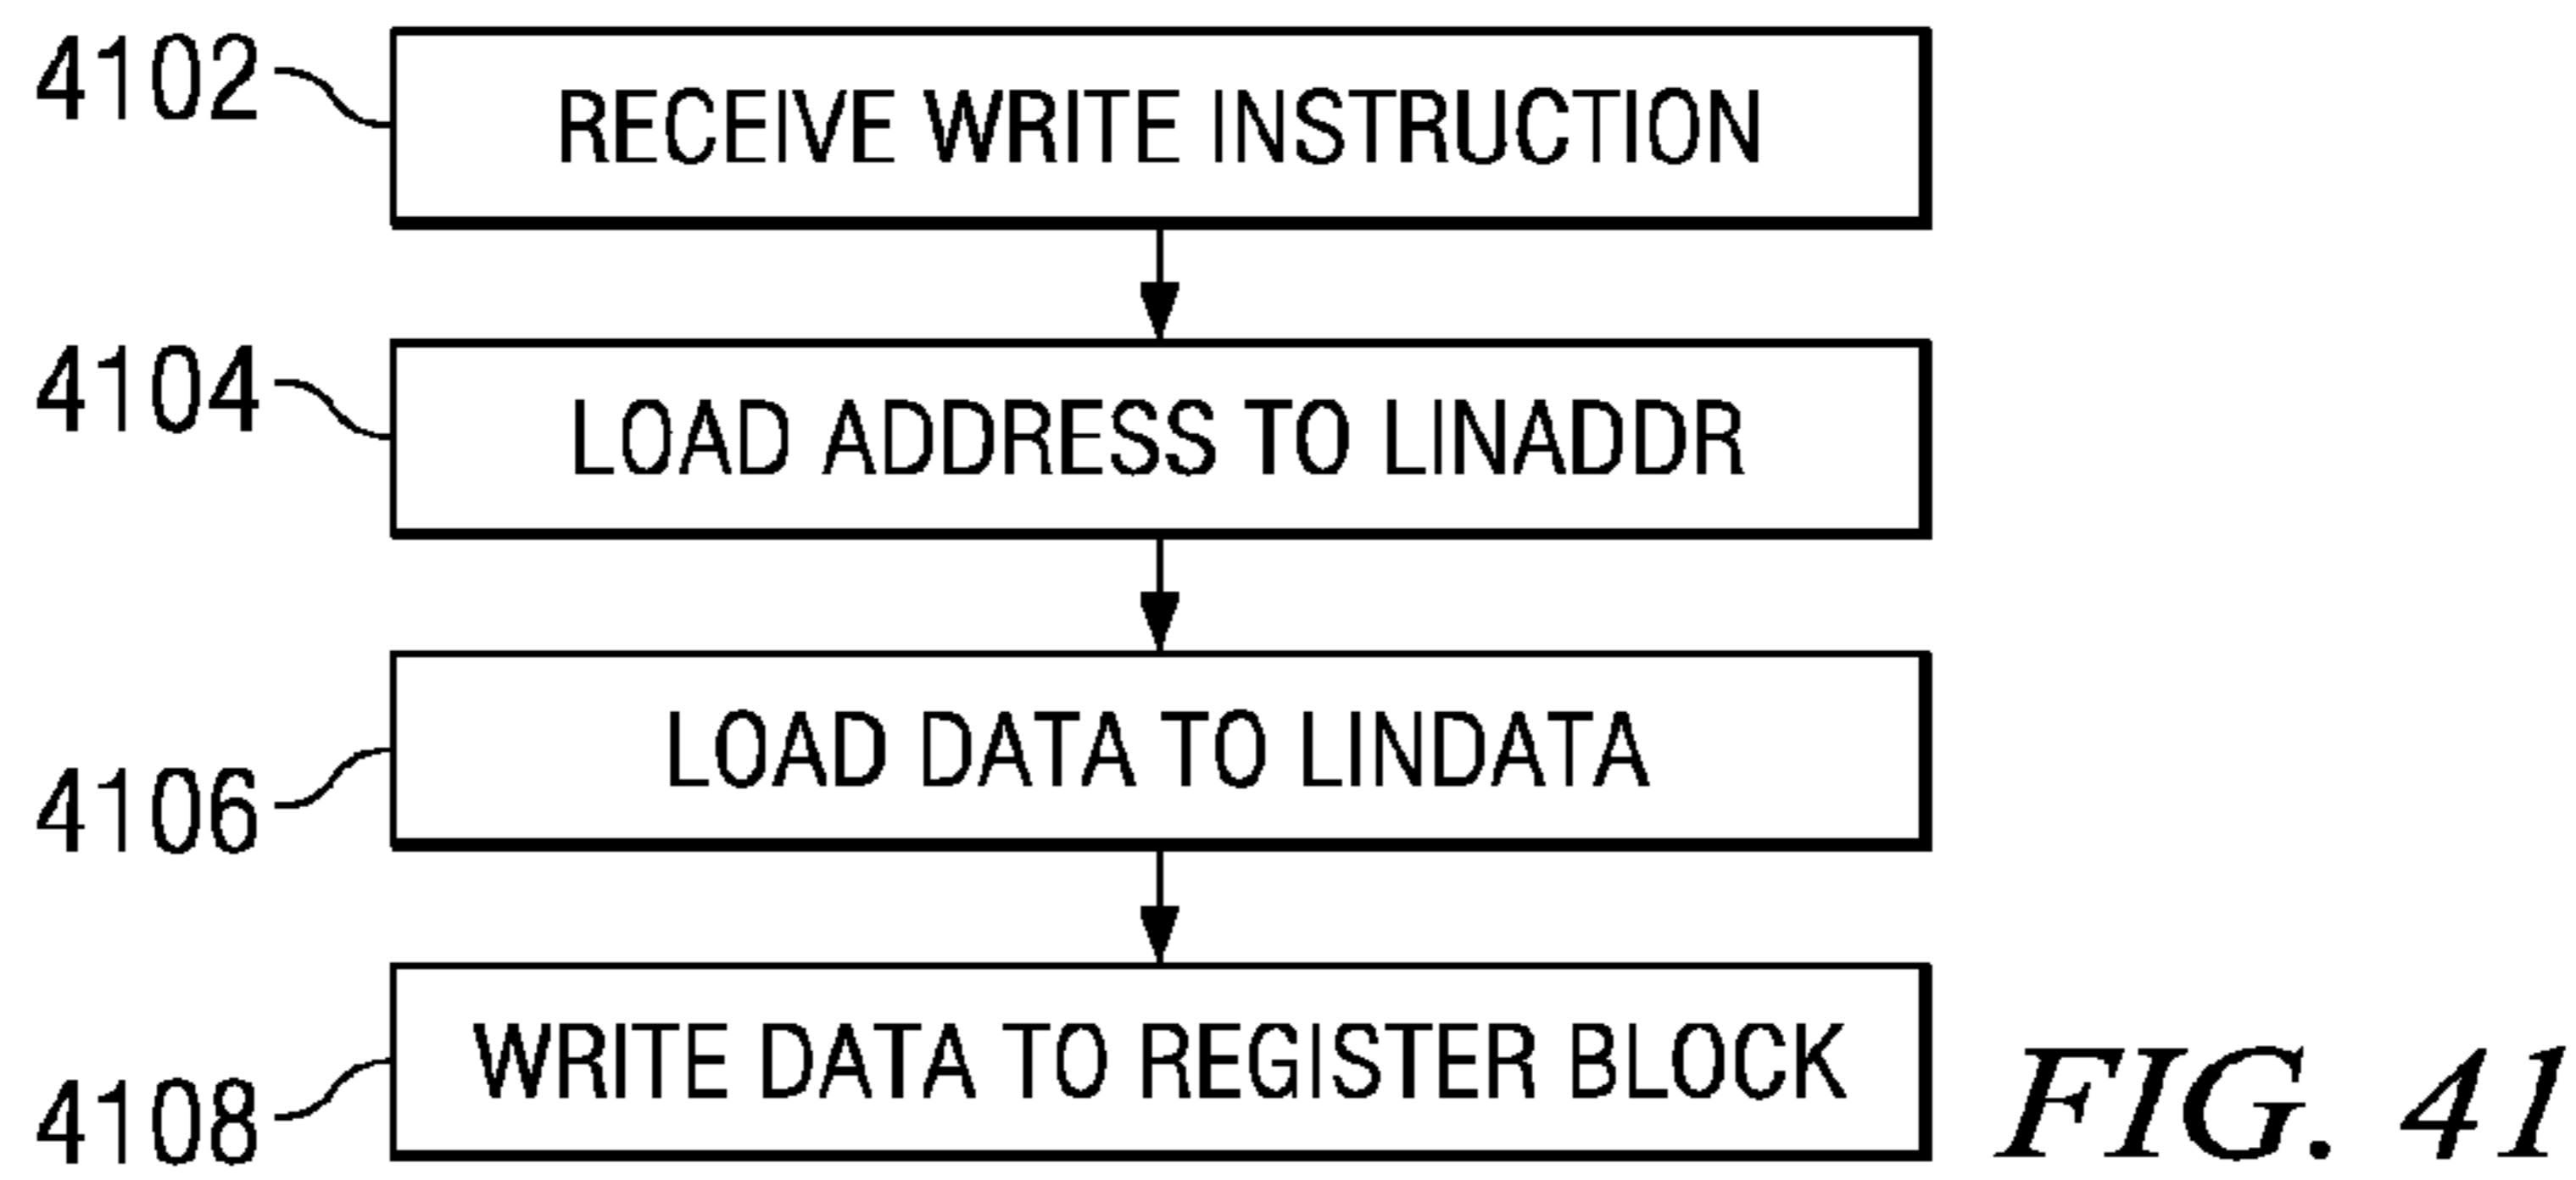 4102
RECEIVE WRITE INSTRUCTION
4104
LOAD ADDRESS TO LINADDR
4106
LOAD DATA TO LINDATA
4108
WRITE DATA TO REGISTER BLOCK
FIG. 41